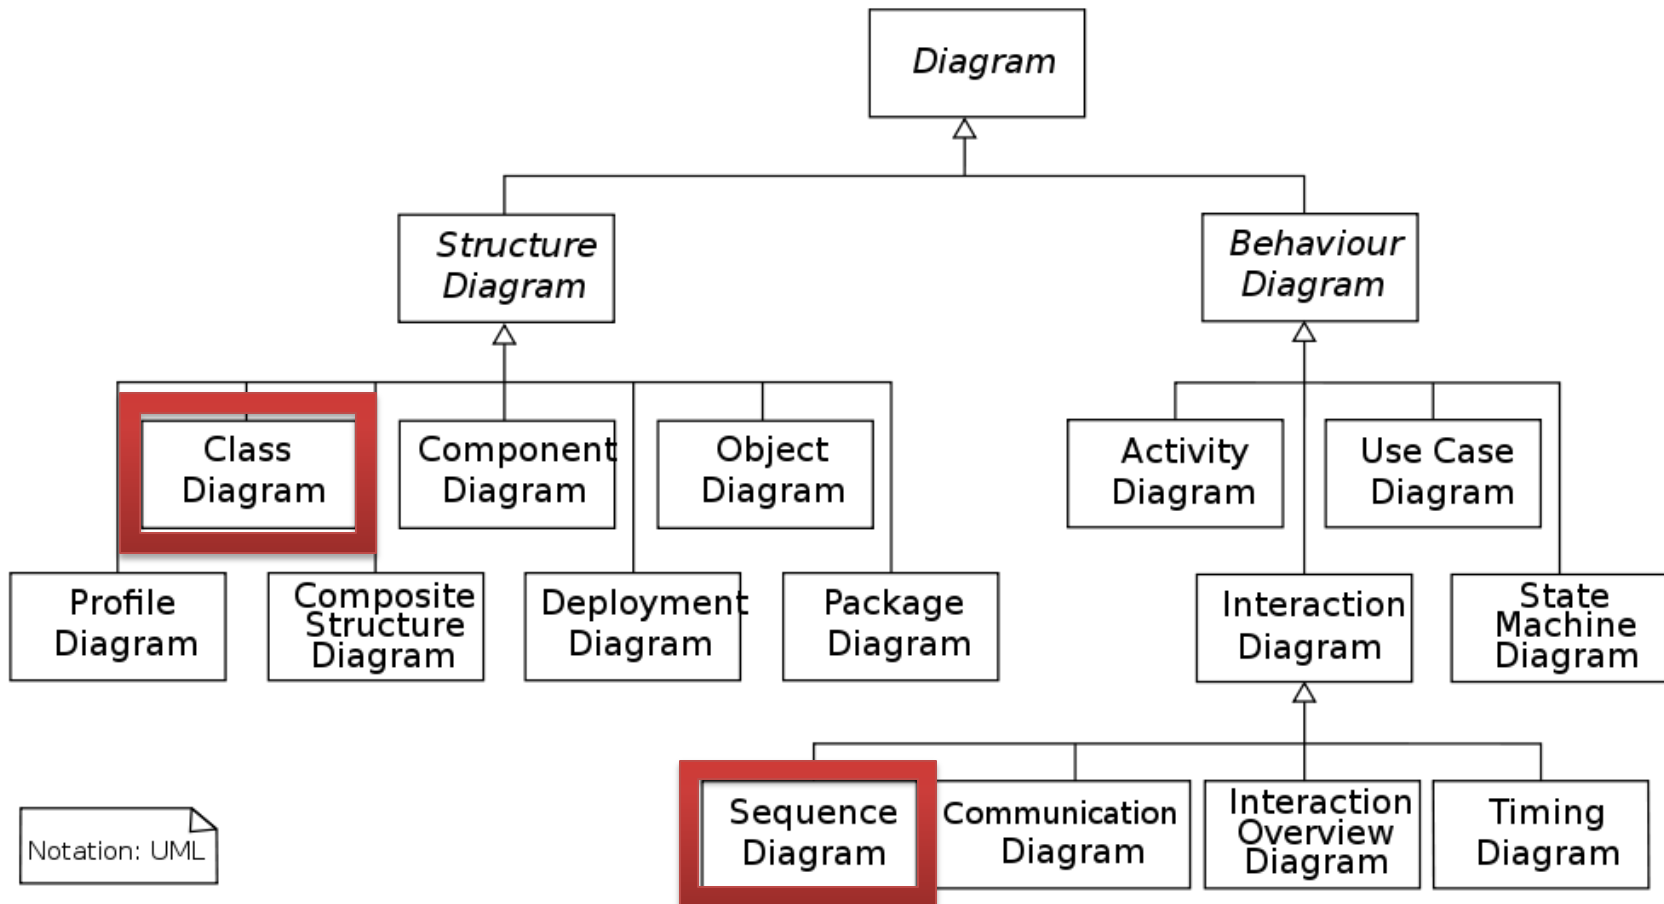 Diagram
Structure
Diagram
Behaviour
Diagram
Class
Diagram
Component
Diagram
Object
Diagram
Activity
Diagram
Use Case
Diagram
Profile
Diagram
Composite
Structure
Diagram
Deployment
Diagram
Package
Diagram
Interaction
Diagram
State
Machine
Diagram
Sequence
Diagram
Communication
Diagram
Interaction
Overview
Diagram
Timing
Diagram
Notation: UML